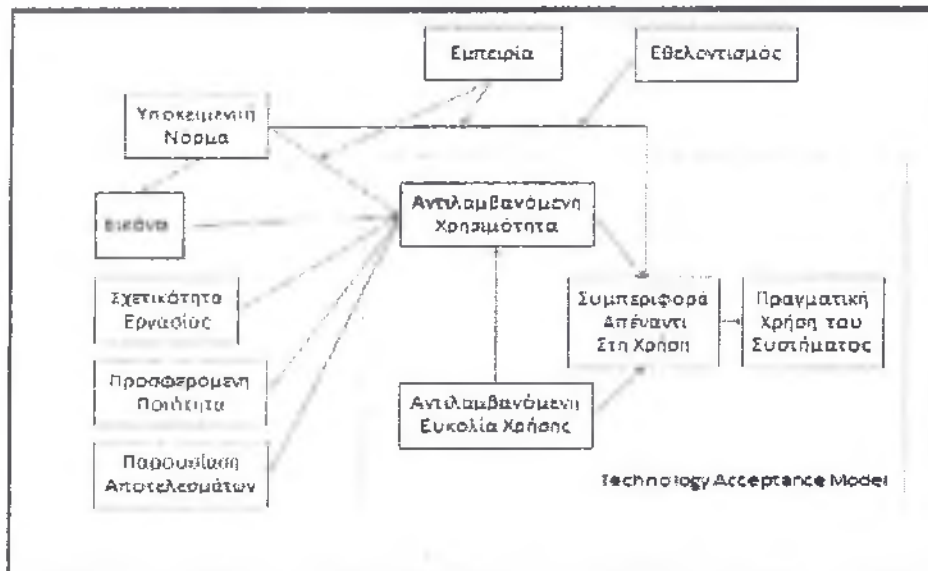 Εμπειρία
Εθελοντισμός
Υποκειμενική
Νόρμα
Εικόνα
Αντιλαμβανόμενη
Χρησιμότητα
Σχετικότητα
Εργασίας
Συμπεριφορά
Απέναντι
Στη Χρήση
Πραγματική
Χρήση του
Συστήματος
Προσφερόμενη
Ποιότητα
Αντιλαμβανόμενη
Ευκολία Χρήσης
Παρουσίαση
Αποτελεσμάτων
Technology Acceptance Model